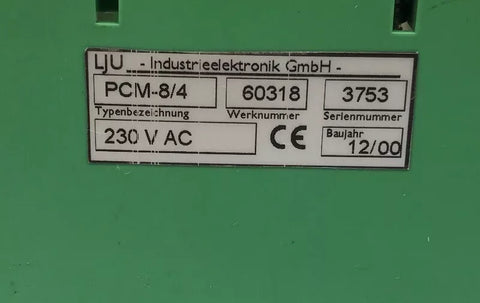 LJU - Industrieelektronik GmbH -
PCM-8/4 60318 3753
Typenbezeichnung Werknummer Seriennummer
230 V AC CE Baujahr
12/00